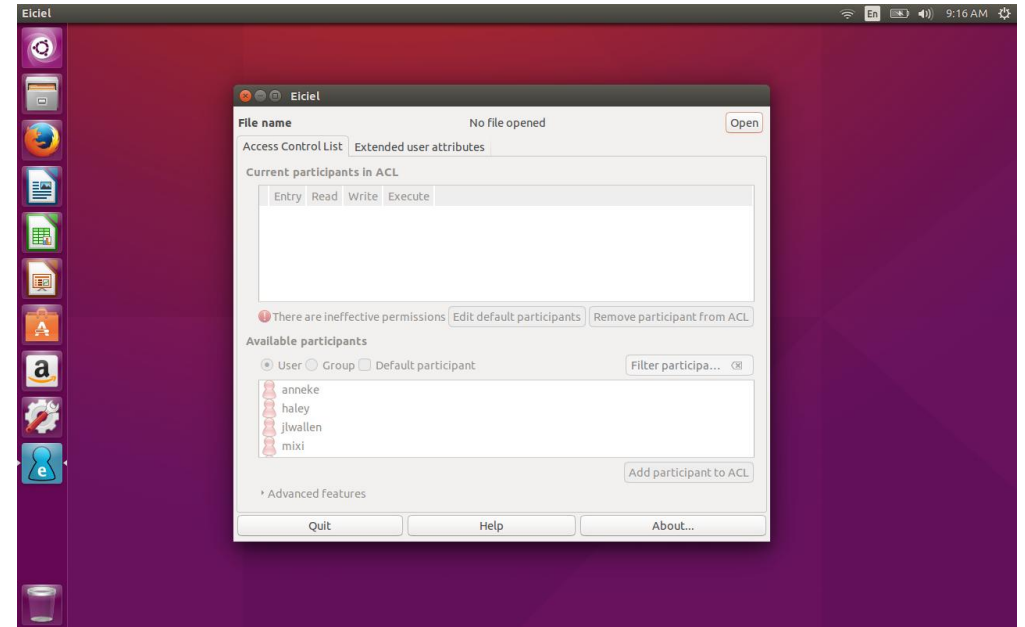 Eiciel
En
9:16 AM
Eiciel
File name No file opened Open
Access Control List Extended user attributes
Current participants in ACL
Entry Read Write Execute
There are ineffective permissions Edit default participants Remove participant from ACL
Available participants
User Group Default participant Filter participa...
anneke
haley
jlwallen
mixi
Add participant to ACL
Advanced features
Quit Help About...
a
e